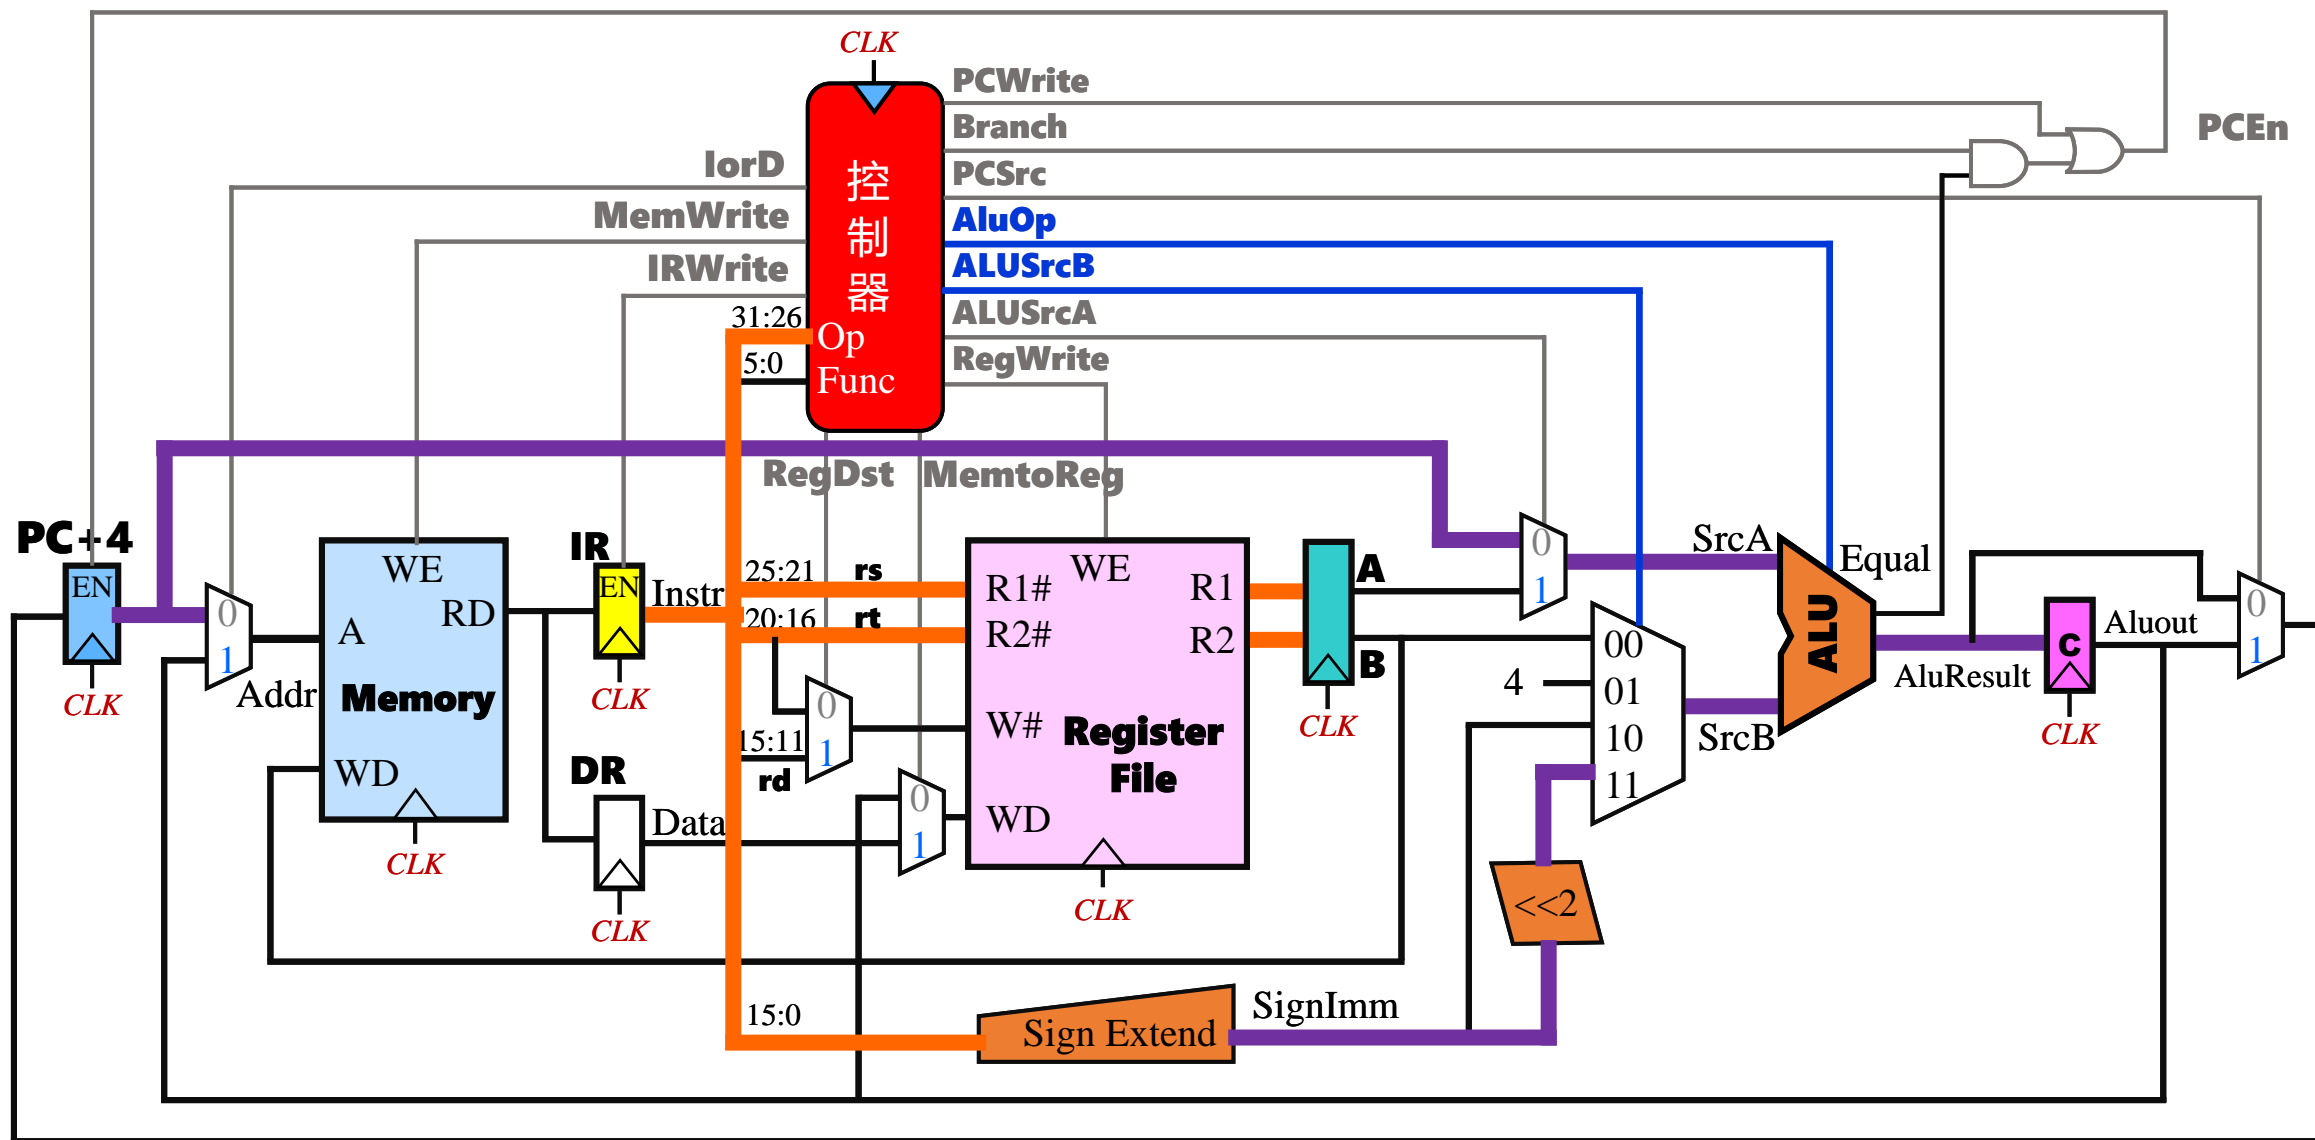 CLK
PCWrite
Branch
PCEn
IorD
控
PCSrc
MemWrite
制
AluOp
IRWrite
器
ALUSrcB
31:26
Op
ALUSrcA
5:0
Func
RegWrite
RegDst
MemtoReg
PC+4
EN
CLK
0
1
Addr
WE
RD
A
Memory
WD
CLK
IR
EN
Instr
CLK
DR
Data
CLK
25:21
rs
20:16
rt
0
1
15:11
rd
0
1
R1#
WE
R1
R2#
R2
W#
Register
File
WD
CLK
A
B
CLK
0
1
SrcA
4
00
01
10
11
SrcB
<<2
ALU
Equal
AluResult
C
CLK
Aluout
0
1
15:0
Sign Extend
SignImm